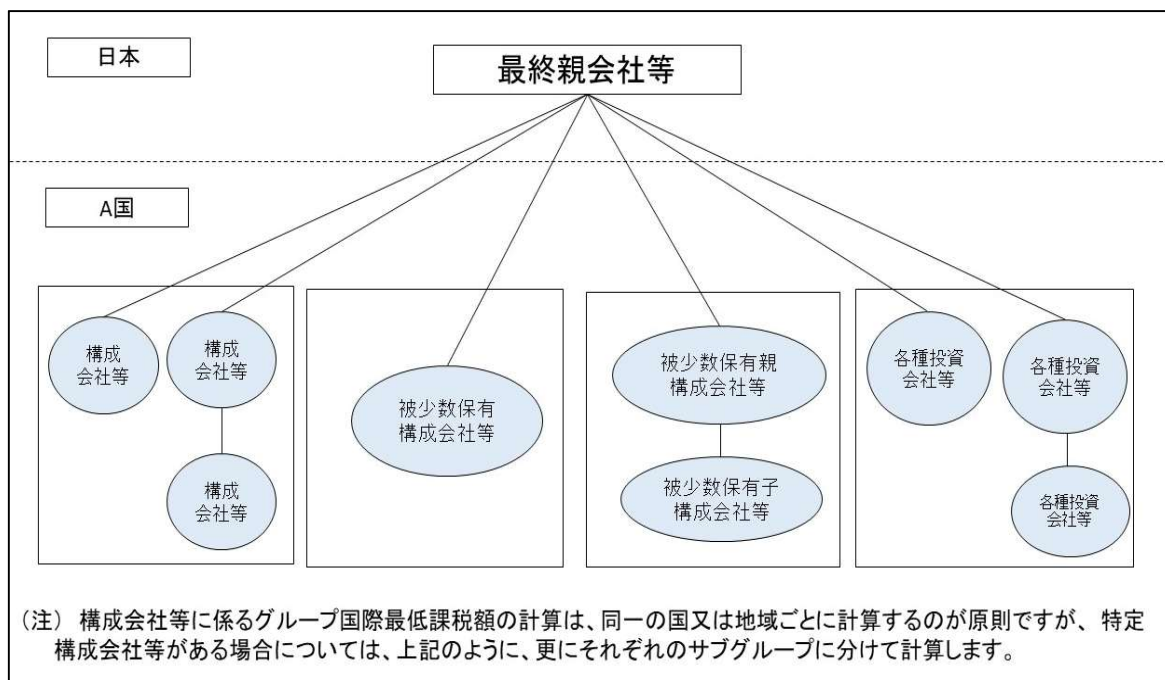 日本
最終親会社等
A国
構成
会社等
構成
会社等
構成
会社等
被少数保有
構成会社等
被少数保有親
構成会社等
被少数保有子
構成会社等
各種投資
会社等
各種投資
会社等
各種投資
会社等
（注） 構成会社等に係るグループ国際最低課税額の計算は、同一の国又は地域ごとに計算するのが原則ですが、特定
構成会社等がある場合については、上記のように、更にそれぞれのサブグループに分けて計算します。